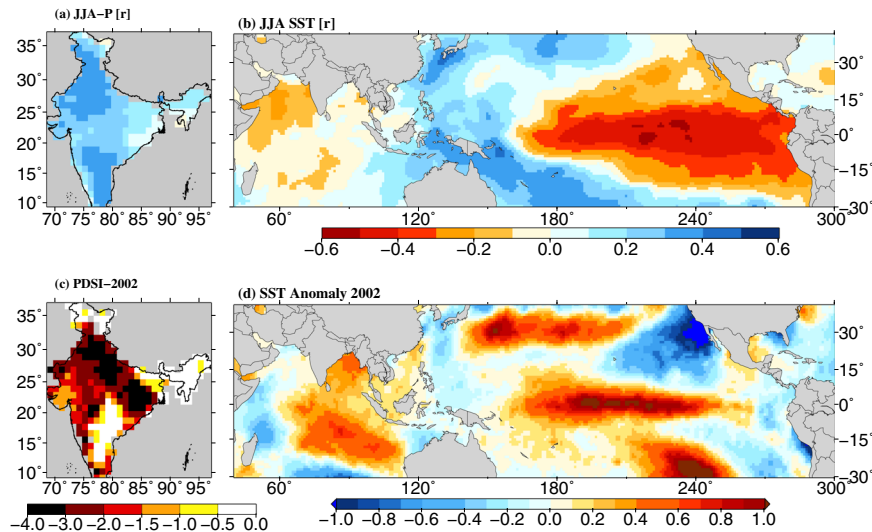 (a) JJA−P [r]
(b) JJA SST [r]
35˚
30˚
25˚
20˚
15˚
10˚
70 75 80 85 90 95˚
30˚
15˚
0˚
−15˚
−30˚
60˚ 120˚ 180˚ 240˚ 300˚
−0.6 −0.4 −0.2 0.0 0.2 0.4 0.6
(c) PDSI−2002
(d) SST Anomaly 2002
35˚
30˚
25˚
20˚
15˚
10˚
70 75 80 85 90 95˚
30˚
15˚
0˚
−15˚
−30˚
60˚ 120˚ 180˚ 240˚ 300˚
−4.0 −3.0 −2.0 −1.5 −1.0 −0.5 0.0
−1.0 −0.8 −0.6 −0.4 −0.2 0.0 0.2 0.4 0.6 0.8 1.0